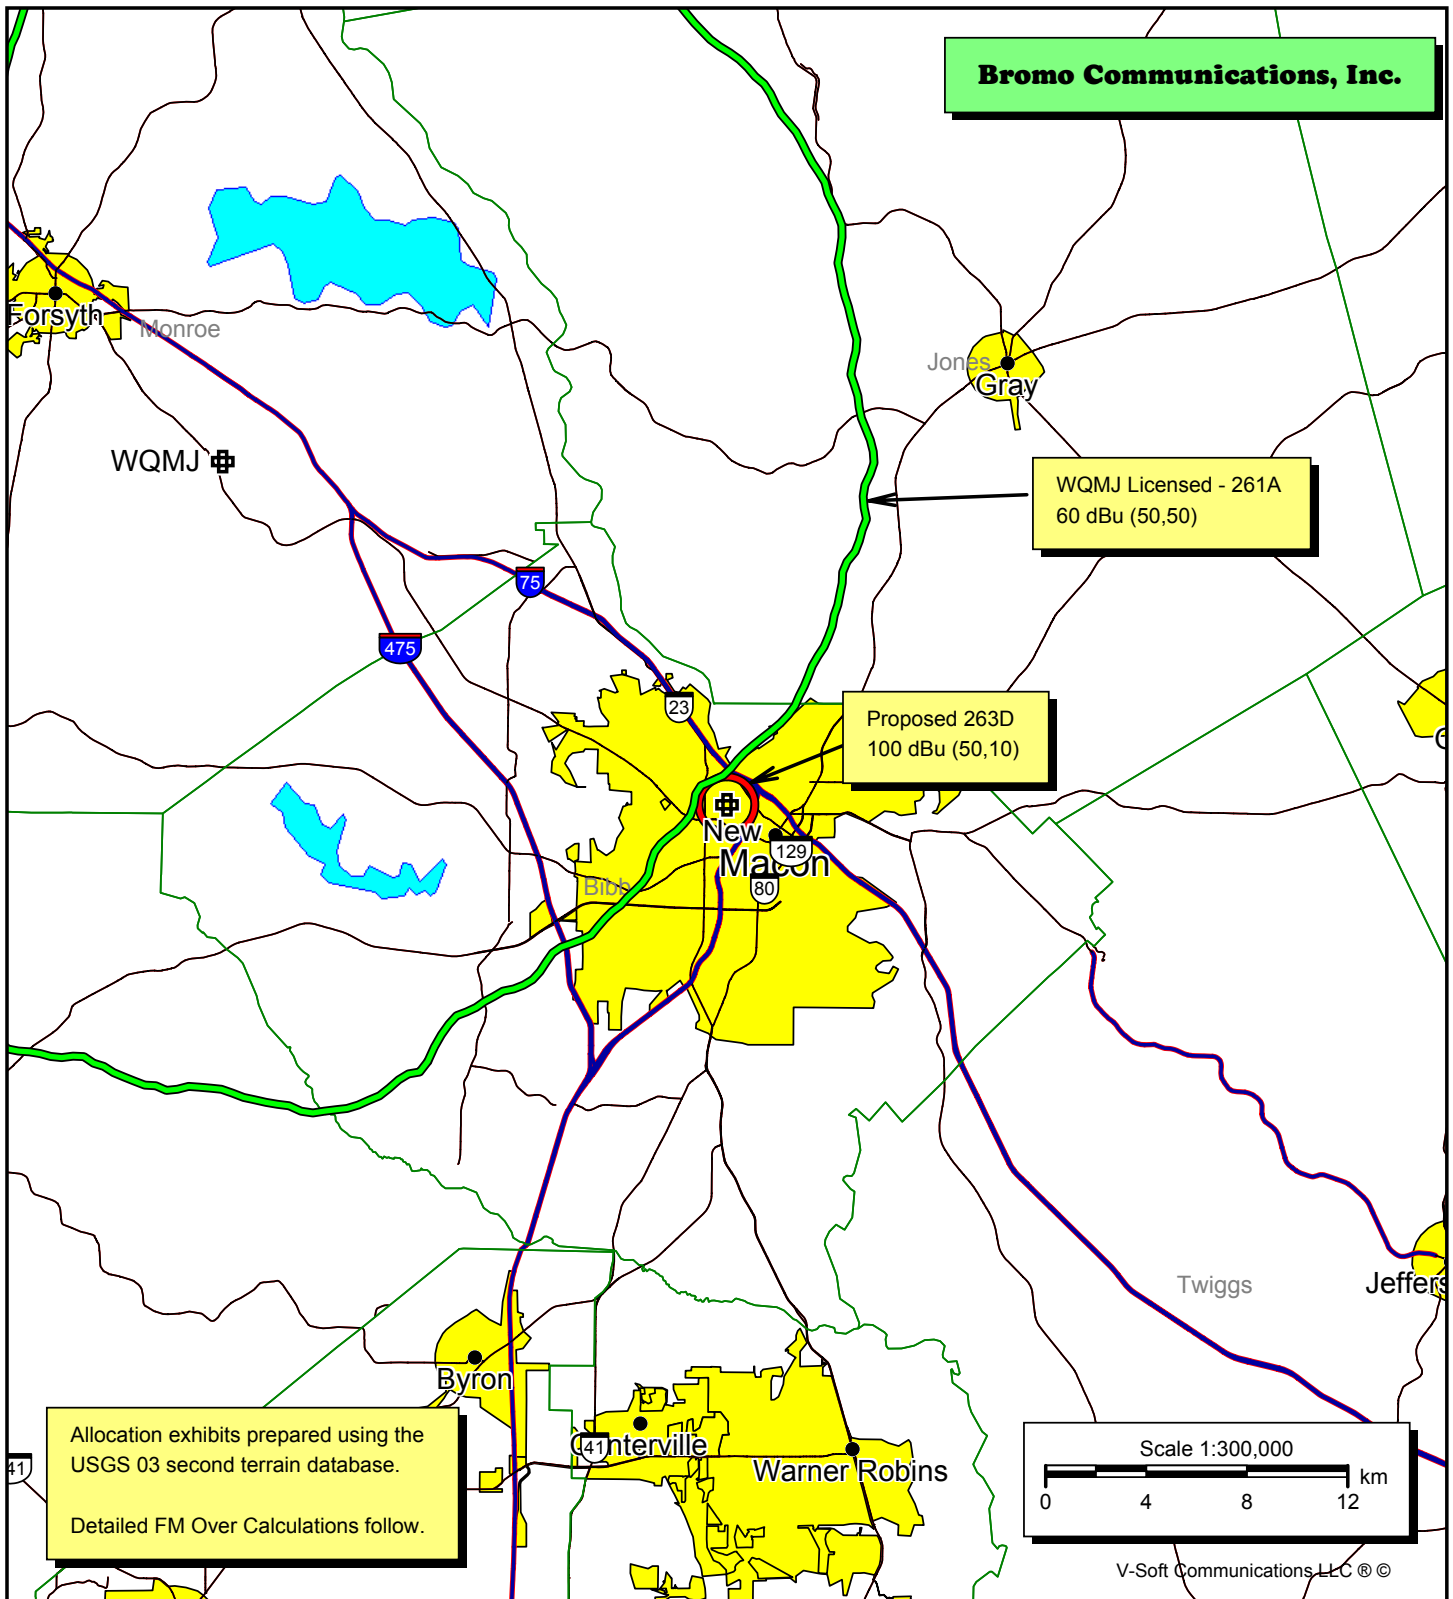 Bromo Communications, Inc.
Forsyth
Monroe
Jones
Gray
WQMJ
WQMJ Licensed - 261A
60 dBu (50,50)
75
475
23
Proposed 263D
100 dBu (50,10)
New
129
Macon
80
Bibb
Twiggs
Jeffers
Byron
41
Centerville
Warner Robins
41
Allocation exhibits prepared using the
USGS 03 second terrain database.
Detailed FM Over Calculations follow.
Scale 1:300,000
km
0 4 8 12
V-Soft Communications LLC ® ©